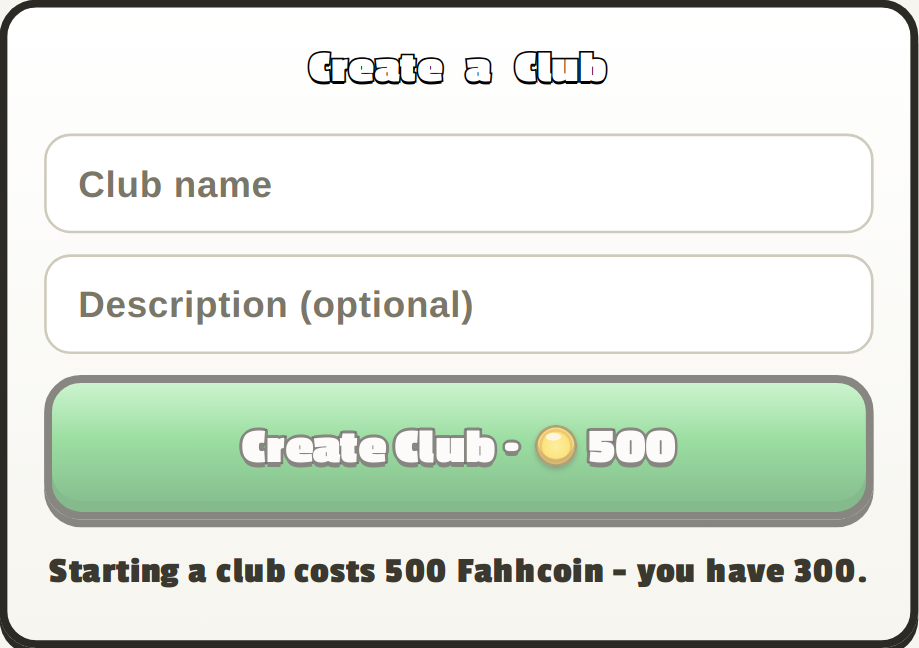 Create a Club
Club name
Description (optional)
Create Club - 500
Starting a club costs 500 Fahhcoin – you have 300.